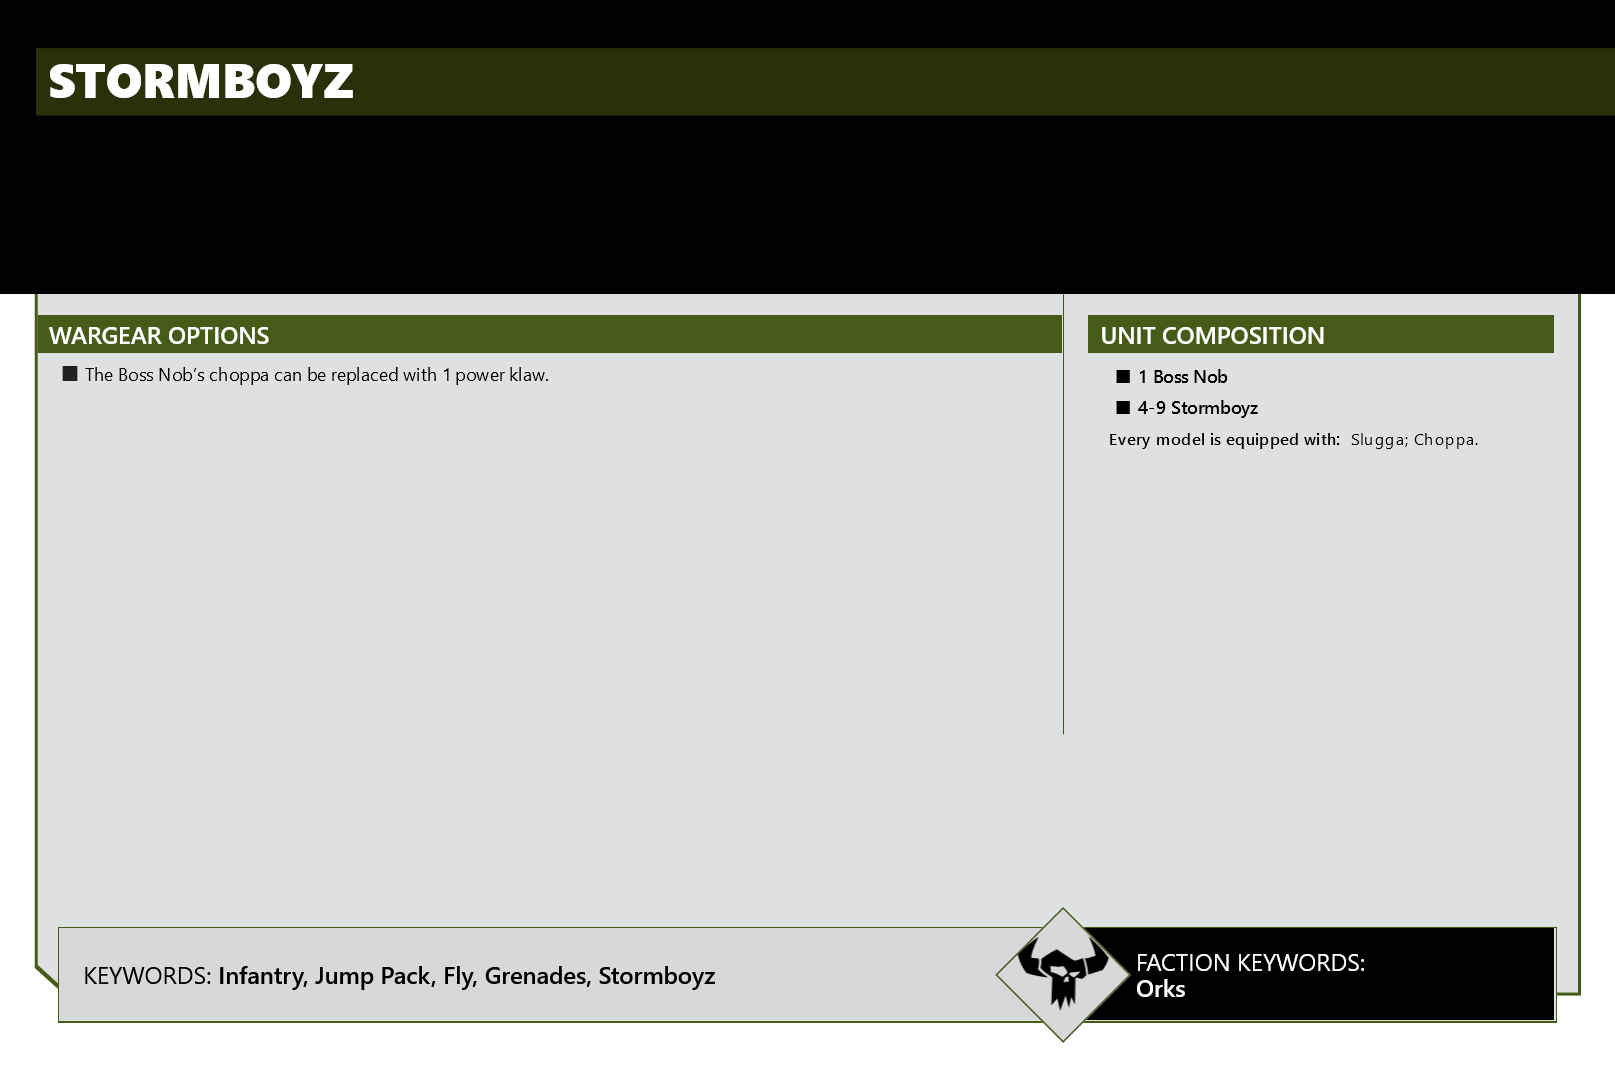 STORMBOYZ
WARGEAR OPTIONS
■ The Boss Nob’s choppa can be replaced with 1 power klaw.
UNIT COMPOSITION
■ 1 Boss Nob
■ 4-9 Stormboyz
Every model is equipped with: Slugga; Choppa.
KEYWORDS: Infantry, Jump Pack, Fly, Grenades, Stormboyz
FACTION KEYWORDS:
Orks